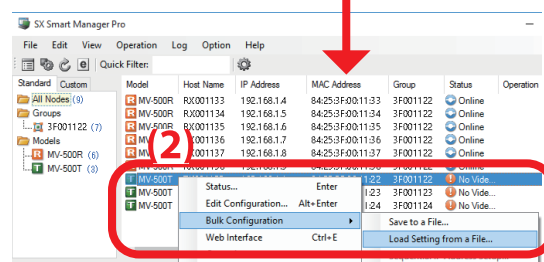 SX Smart Manager Pro
File Edit View Operation Log Option Help
Quick Filter:
Standard Custom
Model Host Name IP Address MAC Address Group Status Operation
All Nodes (9)
Groups
3F001122 (7)
Models
MV-500R (6)
MV-500T (3)
R MV-500R RX001133 192.168.1.4 84:25:3F:00:11:33 3F001122 Online
R MV-500R RX001134 192.168.1.5 84:25:3F:00:11:34 3F001122 Online
R MV-500R 192.168.1.6 84:25:3F:00:11:35 3F001122 Online
192.168.1.7 84:25:3F:00:11:36 3F001122 Online
192.168.1.8 84:25:3F:00:11:37 3F001122 Online
(2)
T MV-500T 1:22 3F001122 No Vide...
T MV-500T 1:23 3F001123 No Vide...
T MV-500T 1:24 3F001124 No Vide...
Status... Enter
Edit Configuration... Alt+Enter
Bulk Configuration
Web Interface Ctrl+E
Save to a File...
Load Setting from a File...